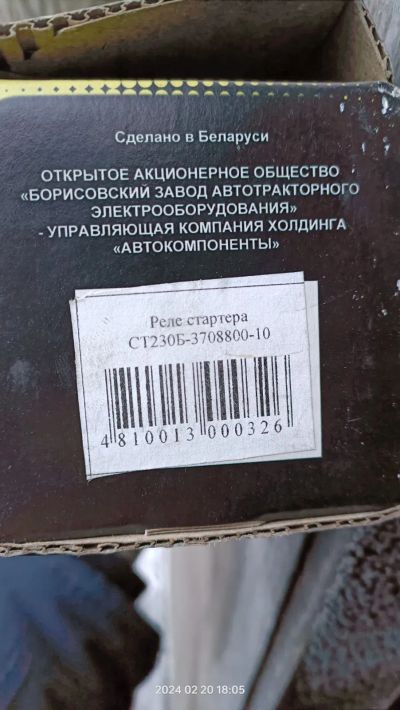 Сделано в Беларуси
ОТКРЫТОЕ АКЦИОНЕРНОЕ ОБЩЕСТВО
«БОРИСОВСКИЙ ЗАВОД АВТОТРАКТОРНОГО
ЭЛЕКТРООБОРУДОВАНИЯ»
- УПРАВЛЯЮЩАЯ КОМПАНИЯ ХОЛДИНГА
«АВТОКОМПОНЕНТЫ»
Реле стартера
СТ230Б-3708800-10
4 810013 000326
2024 02 20 18:05